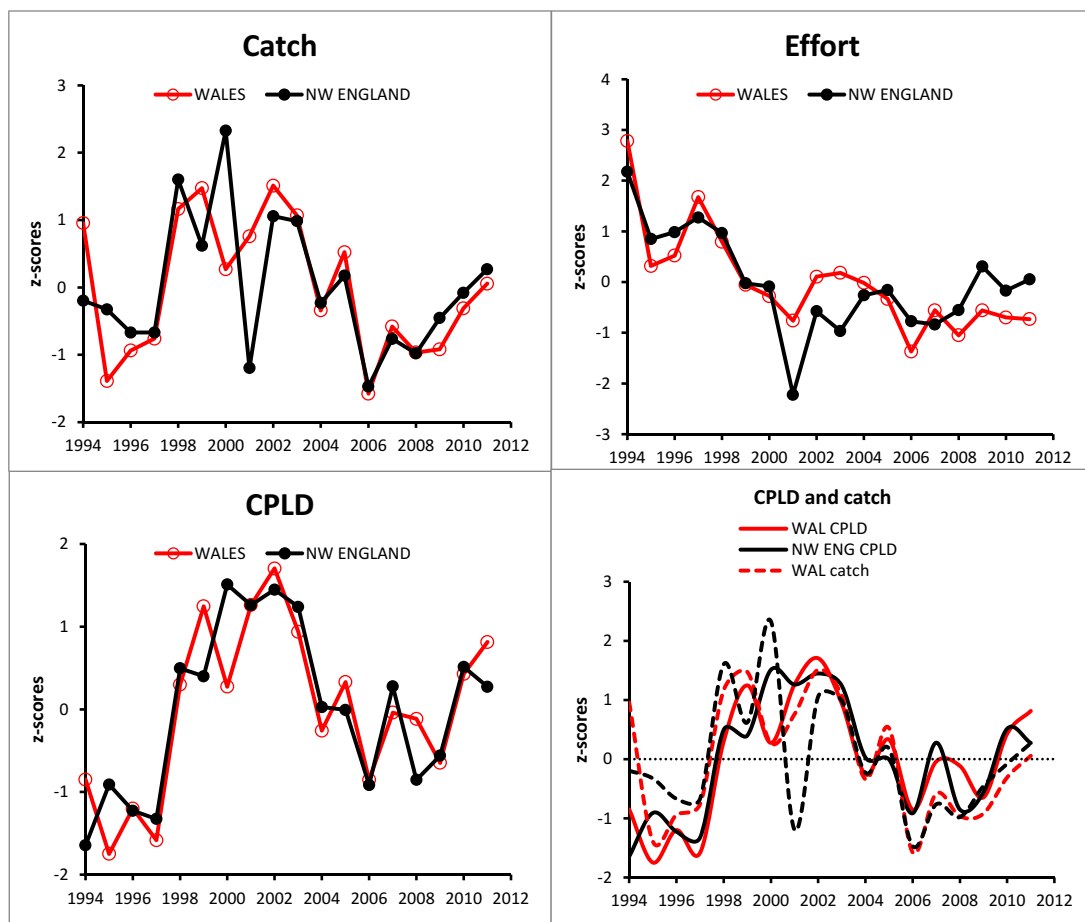 Catch
WALES NW ENGLAND
z-scores
3
2
1
0
-1
-2
1994 1996 1998 2000 2002 2004 2006 2008 2010 2012
Effort
WALES NW ENGLAND
z-scores
4
3
2
1
0
-1
-2
-3
1994 1996 1998 2000 2002 2004 2006 2008 2010 2012
CPLD
WALES NW ENGLAND
z-scores
2
1
0
-1
-2
1994 1996 1998 2000 2002 2004 2006 2008 2010 2012
CPLD and catch
WAL CPLD
NW ENG CPLD
WAL catch
z-scores
3
2
1
0
-1
-2
1994 1996 1998 2000 2002 2004 2006 2008 2010 2012